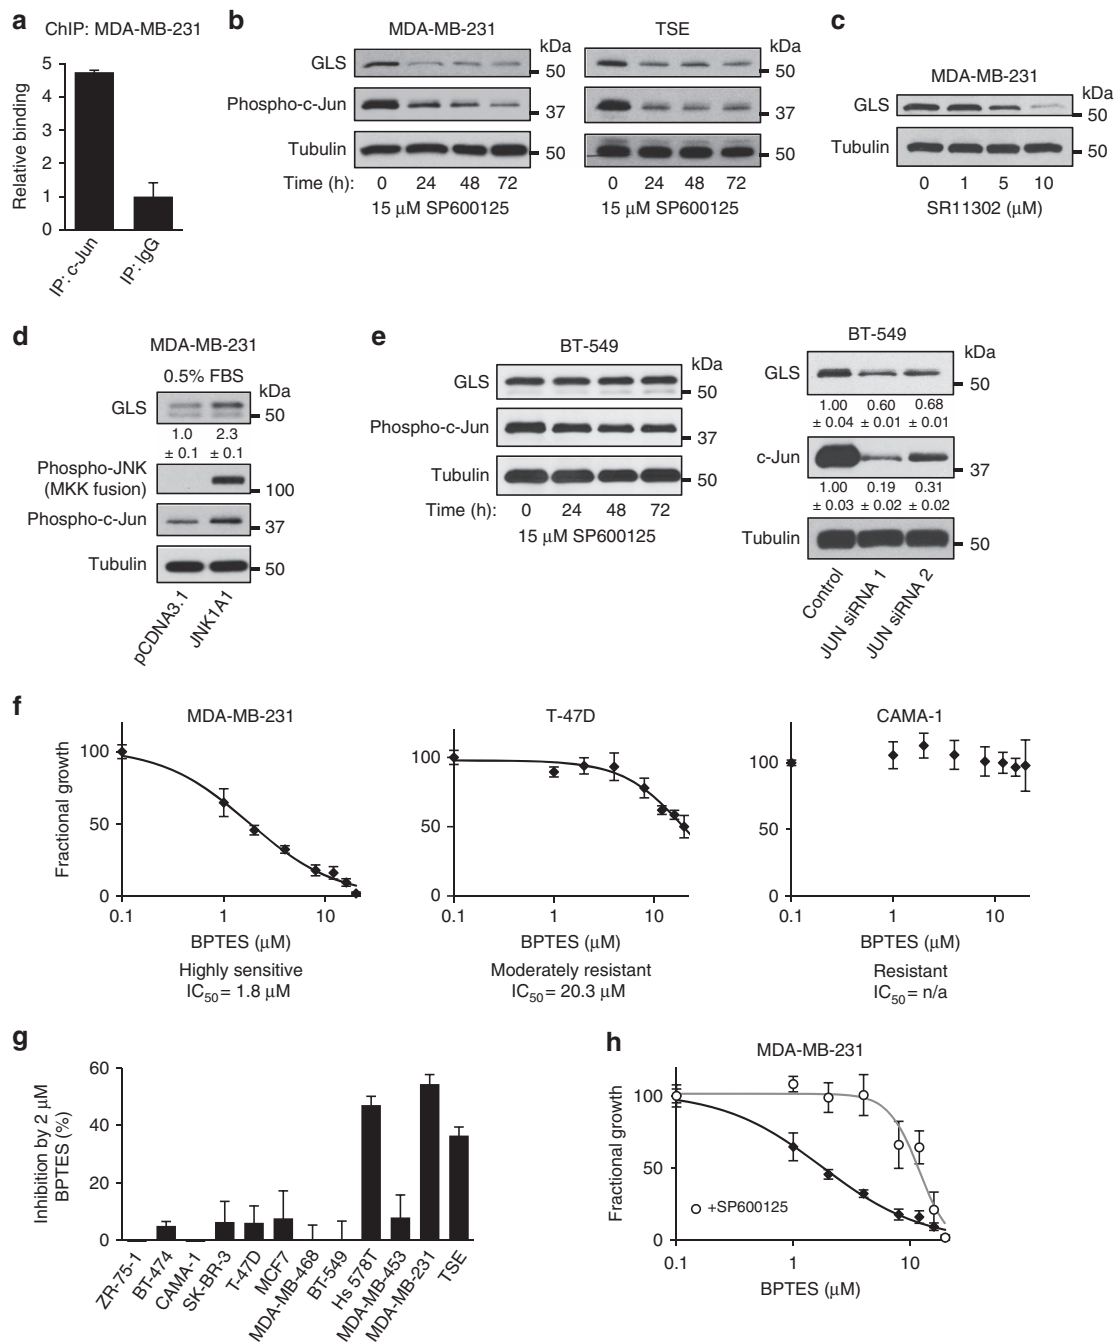 a
ChIP: MDA-MB-231
Relative binding
5
4
3
2
1
0
IP: c-Jun
IP: IgG
b
MDA-MB-231
TSE
kDa
kDa
GLS
50
50
Phospho-c-Jun
37
37
Tubulin
50
50
Time (h): 0 24 48 72 0 24 48 72
15 µM SP600125
15 µM SP600125
c
MDA-MB-231
kDa
GLS
50
Tubulin
50
0 1 5 10
SR11302 (µM)
d
MDA-MB-231
0.5% FBS
kDa
GLS
50
1.0 2.3
± 0.1 ± 0.1
Phospho-JNK
(MKK fusion)
100
Phospho-c-Jun
37
Tubulin
50
pCDNA3.1
JNK1A1
e
BT-549
kDa
GLS
50
Phospho-c-Jun
37
Tubulin
50
Time (h): 0 24 48 72
15 µM SP600125
BT-549
kDa
GLS
50
1.00 0.60 0.68
± 0.04 ± 0.01 ± 0.01
c-Jun
37
1.00 0.19 0.31
± 0.03 ± 0.02 ± 0.02
Tubulin
50
Control
JUN siRNA 1
JUN siRNA 2
f
MDA-MB-231
Fractional growth
100
50
0
0.1 1 10
BPTES (µM)
Highly sensitive
IC50 = 1.8 µM
T-47D
100
50
0
0.1 1 10
BPTES (µM)
Moderately resistant
IC50 = 20.3 µM
CAMA-1
100
50
0
0.1 1 10
BPTES (µM)
Resistant
IC50 = n/a
g
Inhibition by 2 µM
BPTES (%)
60
40
20
0
ZR-75-1
BT-474
CAMA-1
SK-BR-3
T-47D
MCF7
MDA-MB-468
BT-549
Hs 578T
MDA-MB-453
MDA-MB-231
TSE
h
MDA-MB-231
Fractional growth
100
50
0
+SP600125
0.1 1 10
BPTES (µM)